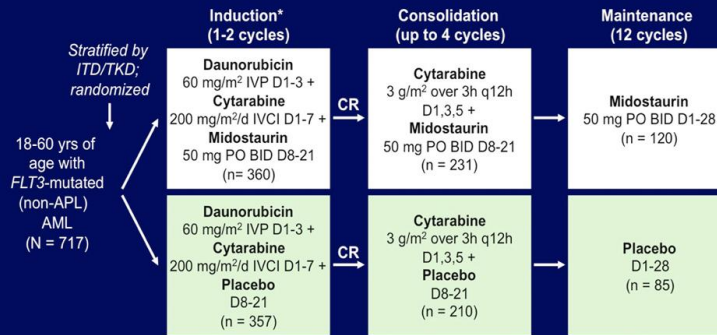 Induction*
(1-2 cycles)
Consolidation
(up to 4 cycles)
Maintenance
(12 cycles)
Stratified by
ITD/TKD;
randomized
18-60 yrs of
age with
FLT3-mutated
(non-APL)
AML
(N = 717)
Daunorubicin
60 mg/m² IVP D1-3 +
Cytarabine
200 mg/m²/d IVCI D1-7 +
Midostaurin
50 mg PO BID D8-21
(n= 360)
CR
Cytarabine
3 g/m² over 3h q12h
D1,3,5 +
Midostaurin
50 mg PO BID D8-21
(n = 231)
Midostaurin
50 mg PO BID D1-28
(n = 120)
Daunorubicin
60 mg/m² IVP D1-3 +
Cytarabine
200 mg/m²/d IVCI D1-7 +
Placebo
D8-21
(n = 357)
CR
Cytarabine
3 g/m² over 3h q12h
D1,3,5 +
Placebo
D8-21
(n = 210)
Placebo
D1-28
(n = 85)